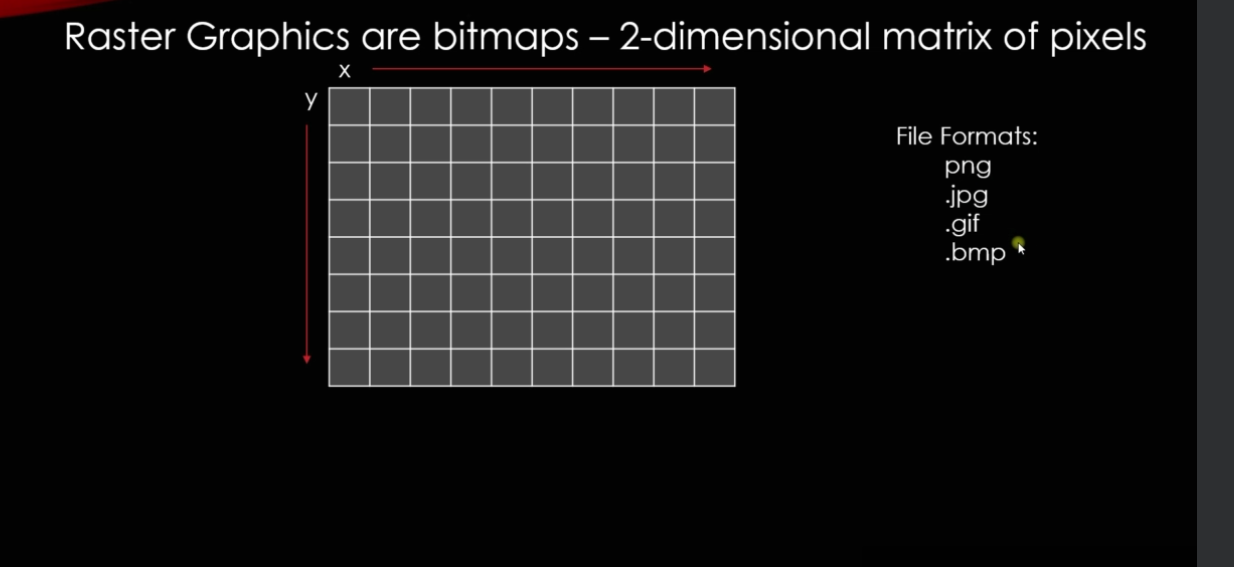 Raster Graphics are bitmaps – 2-dimensional matrix of pixels
x
y
File Formats:
png
.jpg
.gif
.bmp